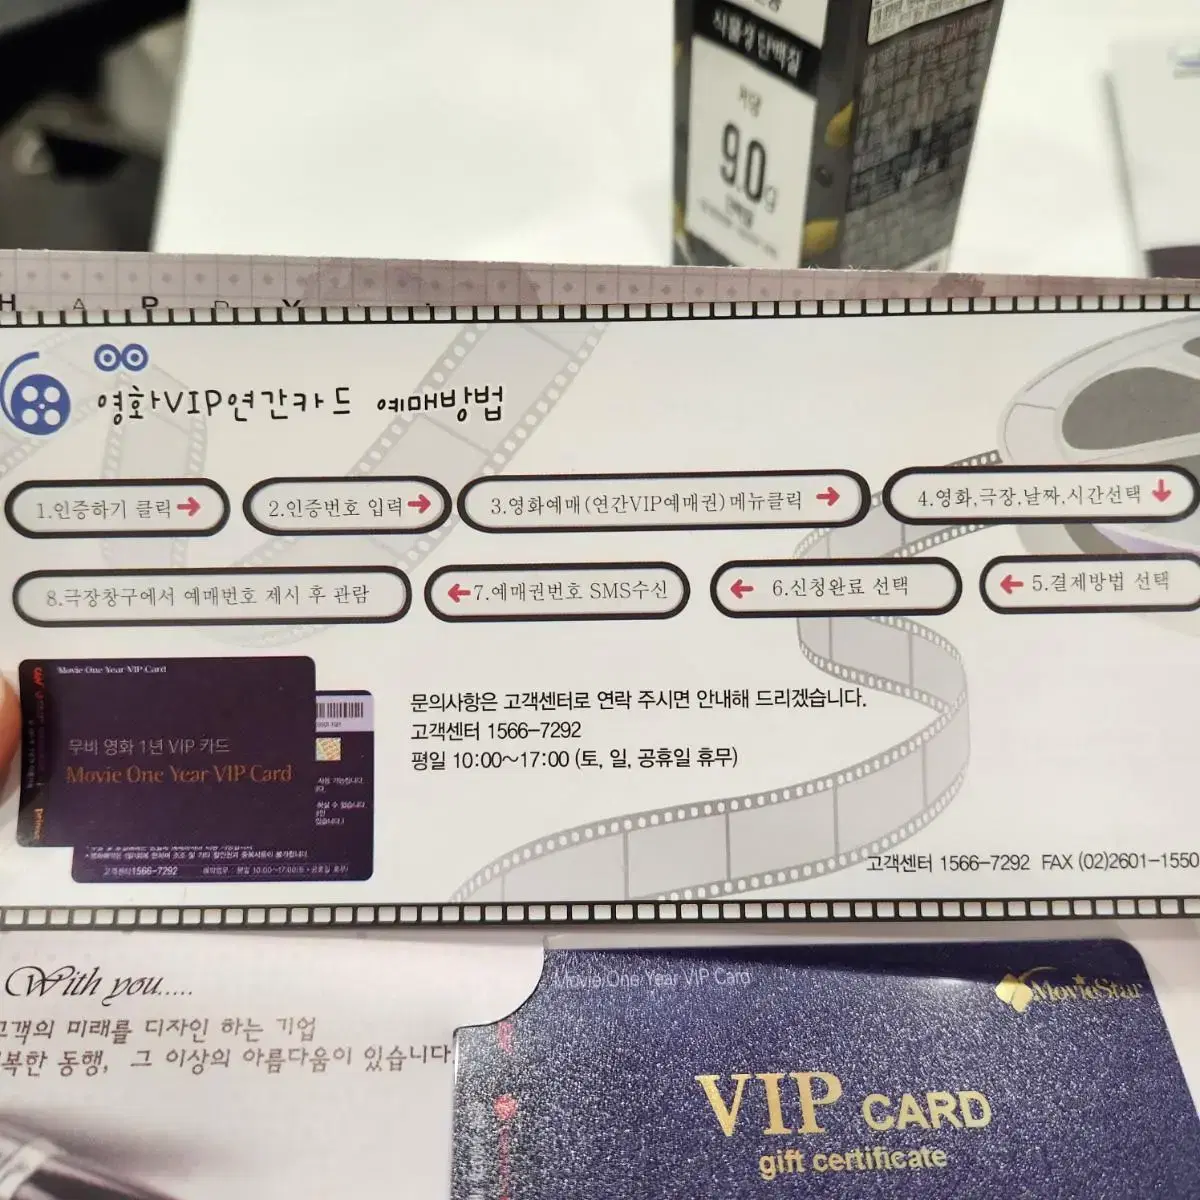 식물성 단백질
9.0g
HAPPY
영화VIP연간카드 예매방법
1.인증하기 클릭→
2.인증번호 입력→
3.영화예매(연간VIP예매권)메뉴클릭 →
4.영화,극장,날짜,시간선택↓
8.극장창구에서 예매번호 제시 후 관람
←7.예매권번호 SMS수신
← 6.신청완료 선택
←5.결제방법 선택
Movie One Year VIP Card
무비 영화 1년 VIP 카드
Movie One Year VIP Card
고객센터1566-7292
문의사항은 고객센터로 연락 주시면 안내해 드리겠습니다.
고객센터 1566-7292
평일 10:00~17:00 (토, 일, 공휴일 휴무)
고객센터 1566-7292 FAX (02)2601-1550
With you.....
고객의 미래를 디자인 하는 기업
동행, 그 이상의 아름다움이 있습니다
Movie One Year VIP Card
MovieStar
VIP CARD
gift certificate